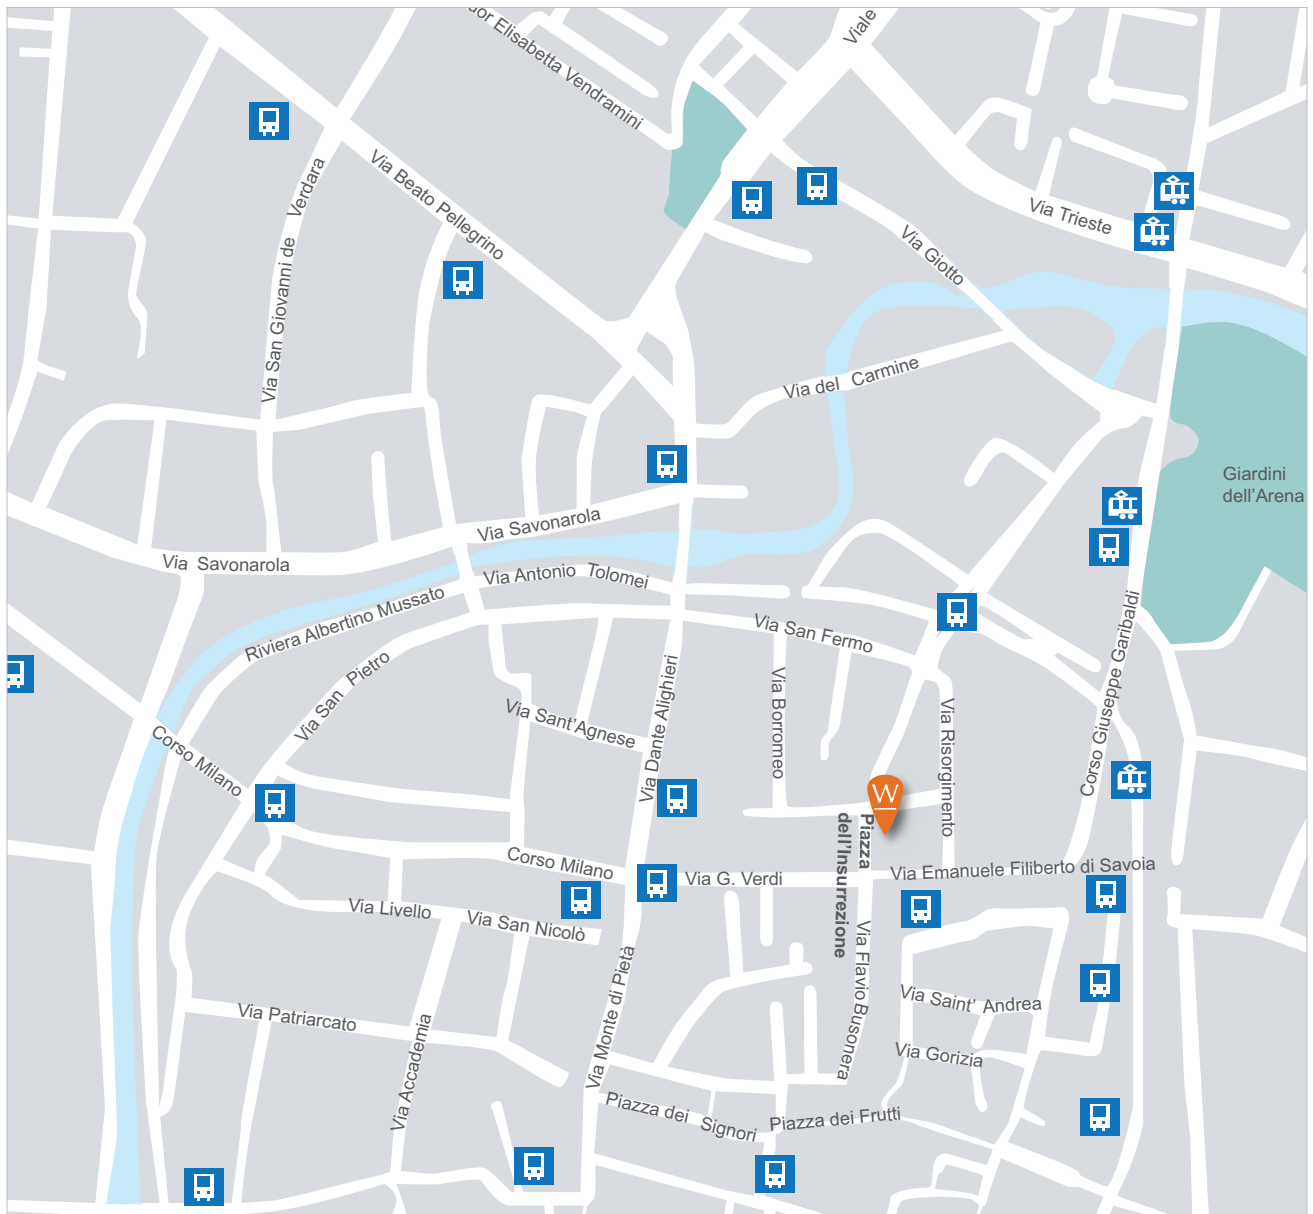 Viale
dor Elisabetta Vendramini
Via Beato Pellegrino
Via San Giovanni de Verdara
Via Trieste
Via Giotto
Via del Carmine
Giardini
dell'Arena
Via Savonarola
Via Savonarola
Via Antonio Tolomei
Riviera Albertino Mussato
Via San Fermo
Via San Pietro
Corso Giuseppe Garibaldi
Via Dante Alighieri
Via Borromeo
Via Risorgimento
Via Sant'Agnese
Corso Milano
W
Piazza
dell'Insurrezione
Corso Milano
Via G. Verdi
Via Emanuele Filiberto di Savoia
Via Livello
Via San Nicolò
Via Flavio Busonera
Via Monte di Pietà
Via Saint' Andrea
Via Patriarcato
Via Accademia
Via Gorizia
Piazza dei Signori
Piazza dei Frutti